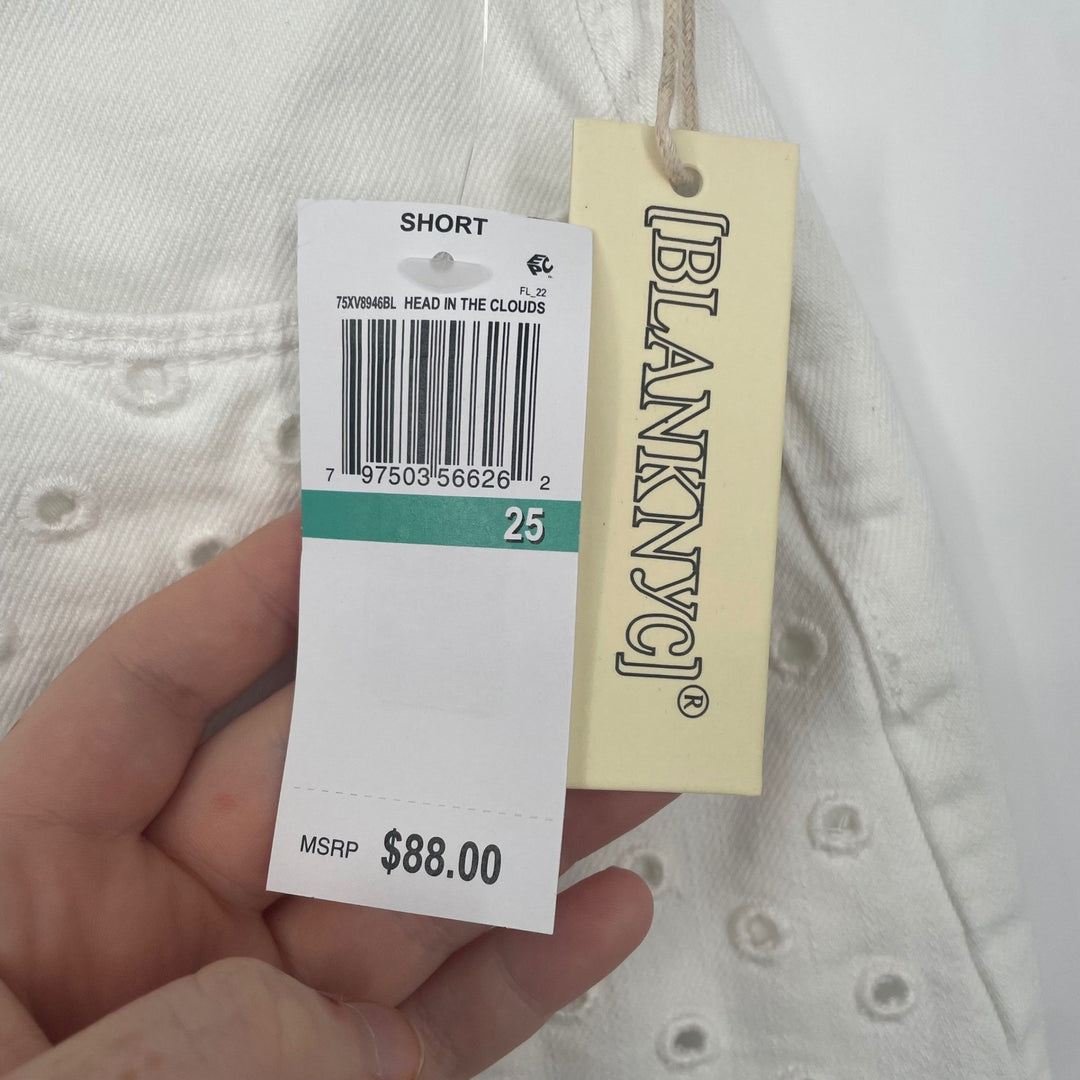 SHORT
FL_22
75XV8946BL HEAD IN THE CLOUDS
7 97503 56626 2
25
MSRP $88.00
[BLANKNYC]®